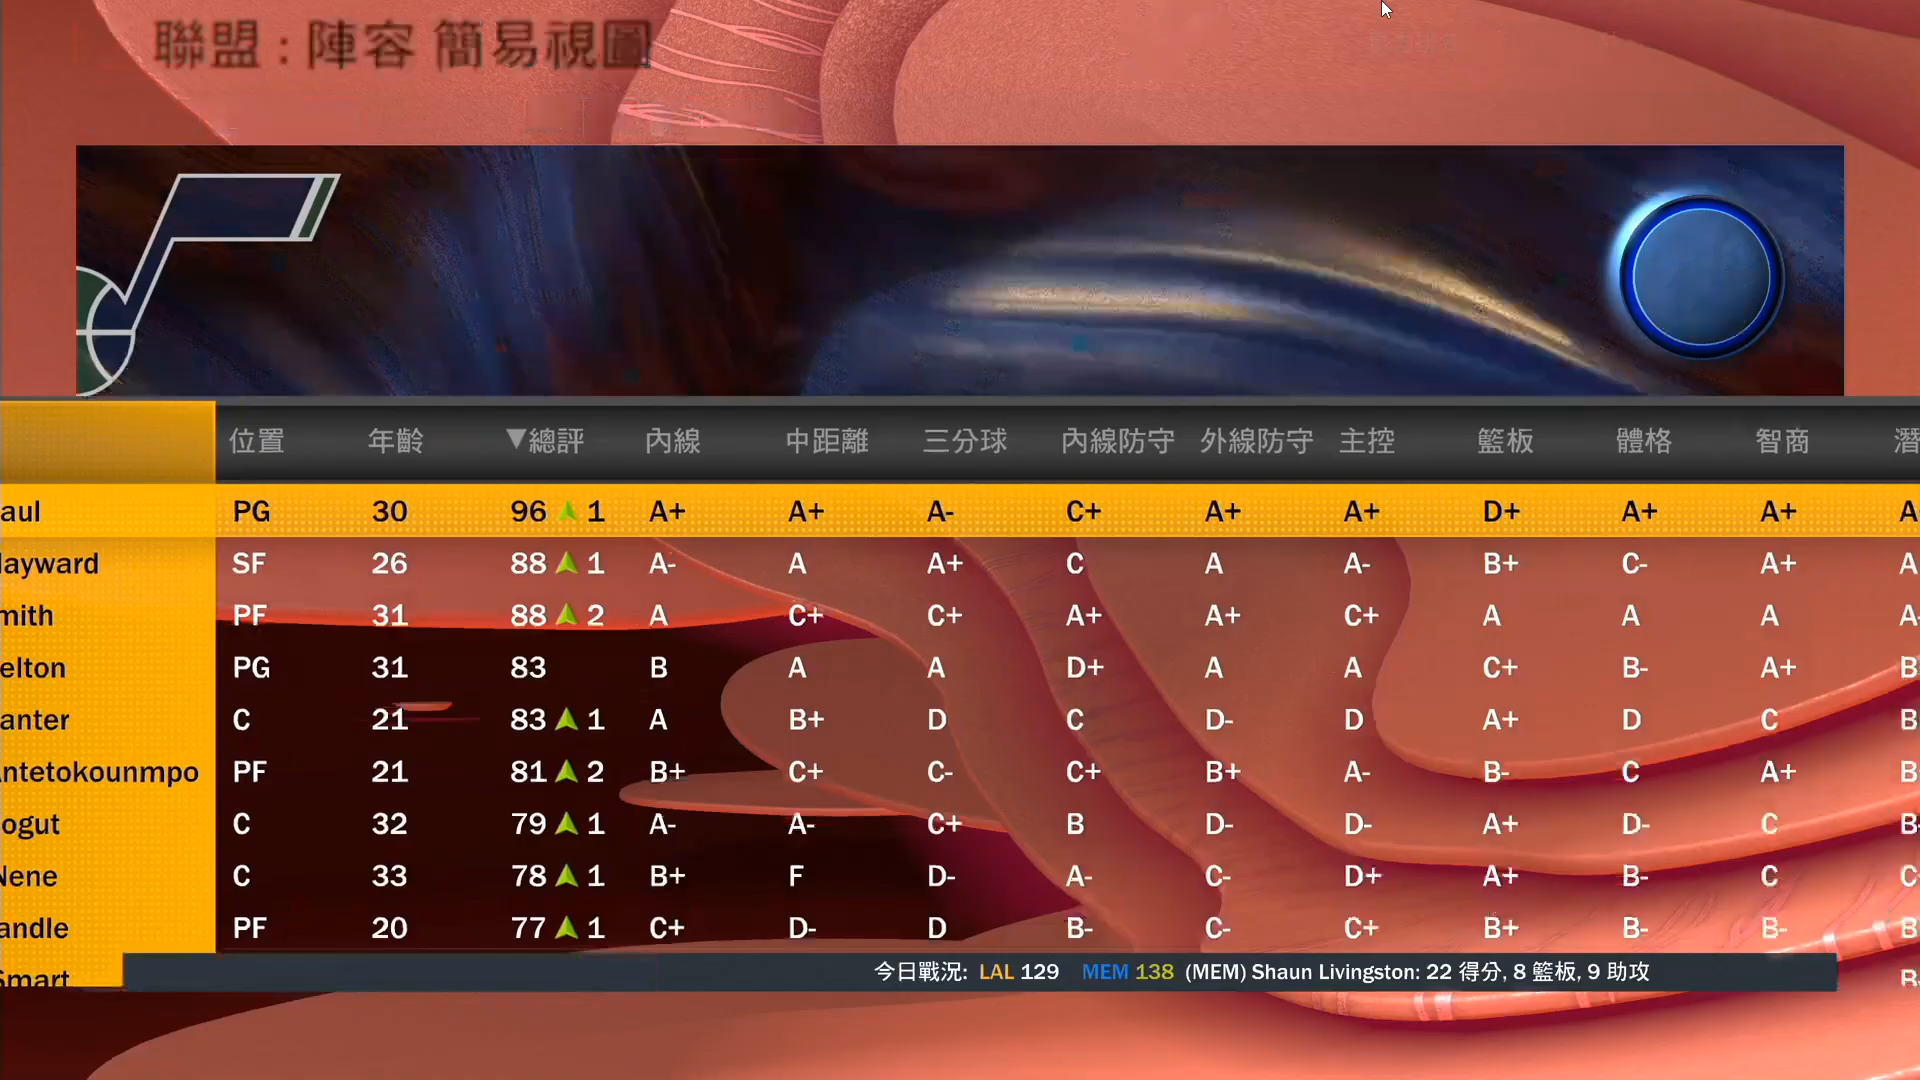 聯盟 : 陣容 簡易視圖
位置 年齡 ▼總評 內線 中距離 三分球 內線防守 外線防守 主控 籃板 體格 智商 潛
aul PG 30 96 1 A+ A+ A- C+ A+ A+ D+ A+ A+ A
ayward SF 26 88 1 A- A A+ C A A- B+ C- A+ A
mith PF 31 88 2 A C+ C+ A+ A+ C+ A A A A
elton PG 31 83 B A A D+ A A C+ B- A+ B
anter C 21 83 1 A B+ D C D- D A+ D C B
ntetokounmpo PF 21 81 2 B+ C+ C- C+ B+ A- B- C A+ B
ogut C 32 79 1 A- A- C+ B D- D- A+ D- C B
Nene C 33 78 1 B+ F D- A- C- D+ A+ B- C C
andle PF 20 77 1 C+ D- D B- C- C+ B+ B- B- B
Smart B
今日戰況: LAL 129 MEM 138 (MEM) Shaun Livingston: 22 得分, 8 籃板, 9 助攻